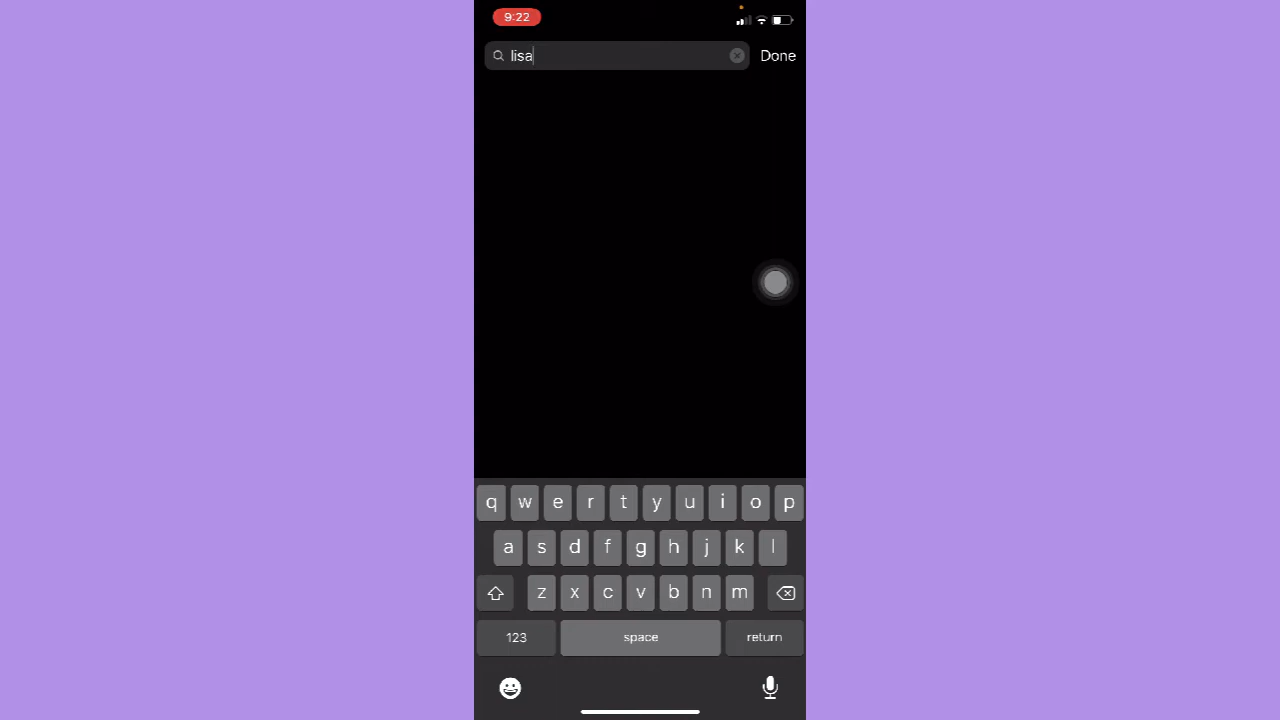 9:22
lisa
Done
q w e r t y u i o p
a s d f g h j k l
z x c v b n m
123 space return